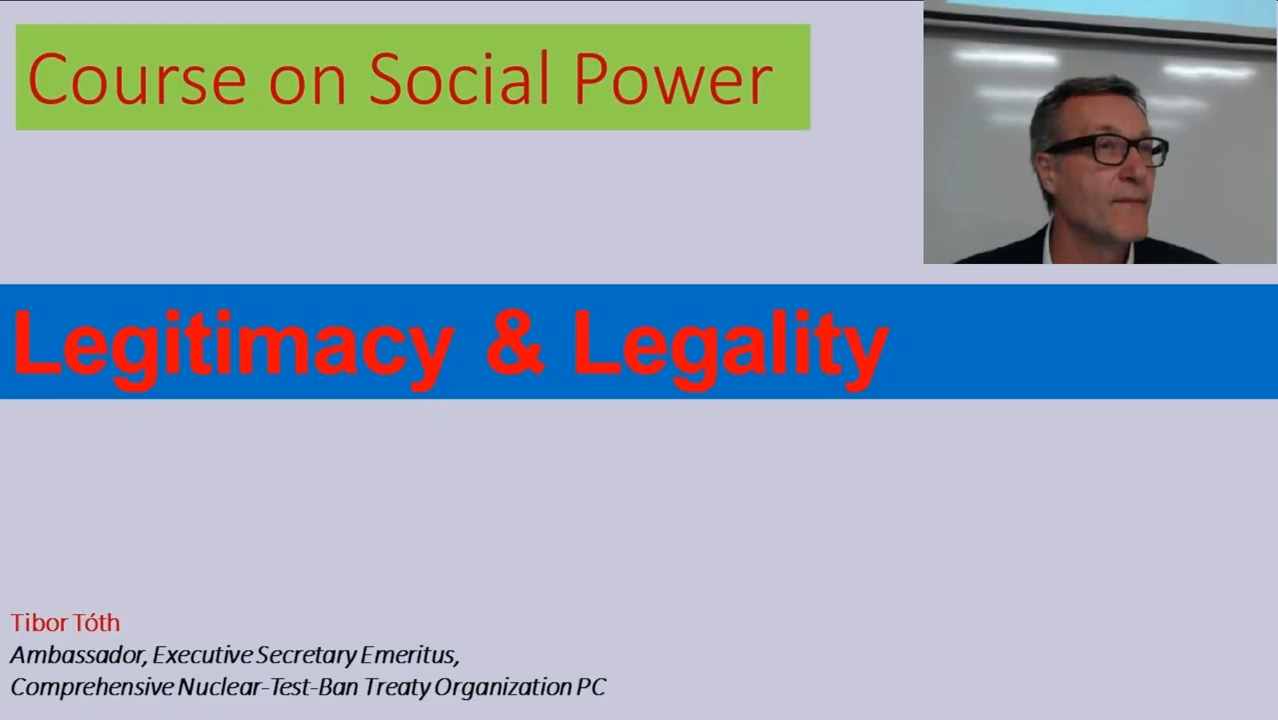 Course on Social Power
Legitimacy & Legality
Tibor Tóth
Ambassador, Executive Secretary Emeritus,
Comprehensive Nuclear-Test-Ban Treaty Organization PC